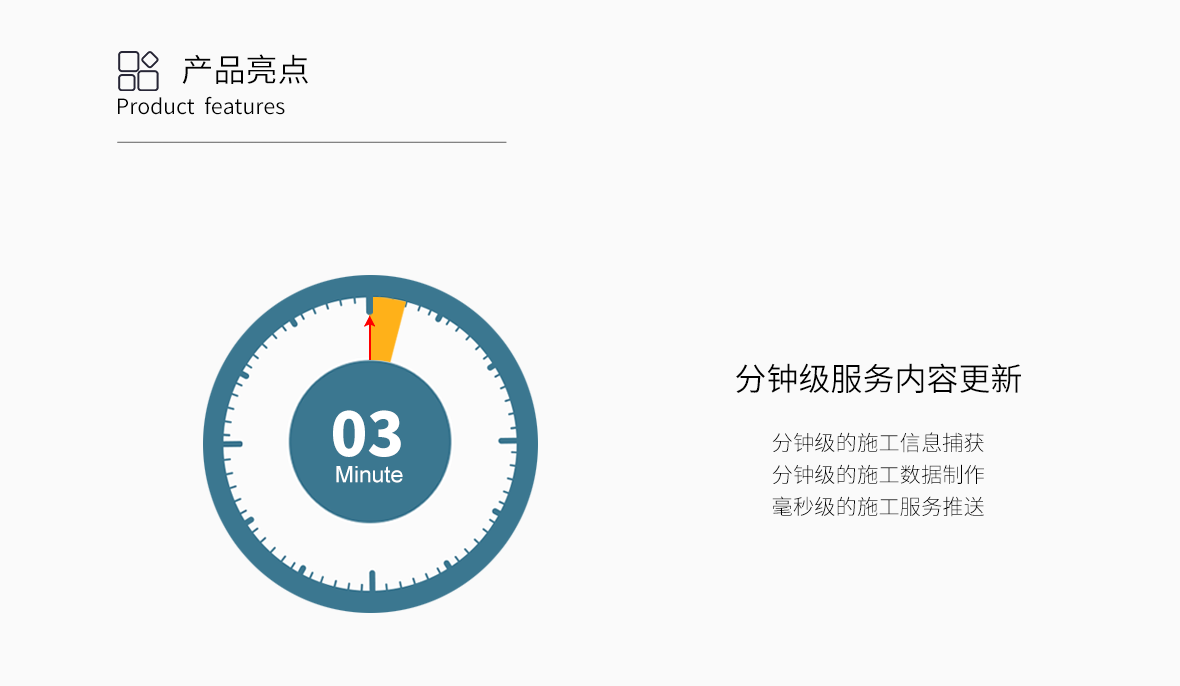 产品亮点
Product features
03
Minute
分钟级服务内容更新
分钟级的施工信息捕获
分钟级的施工数据制作
毫秒级的施工服务推送